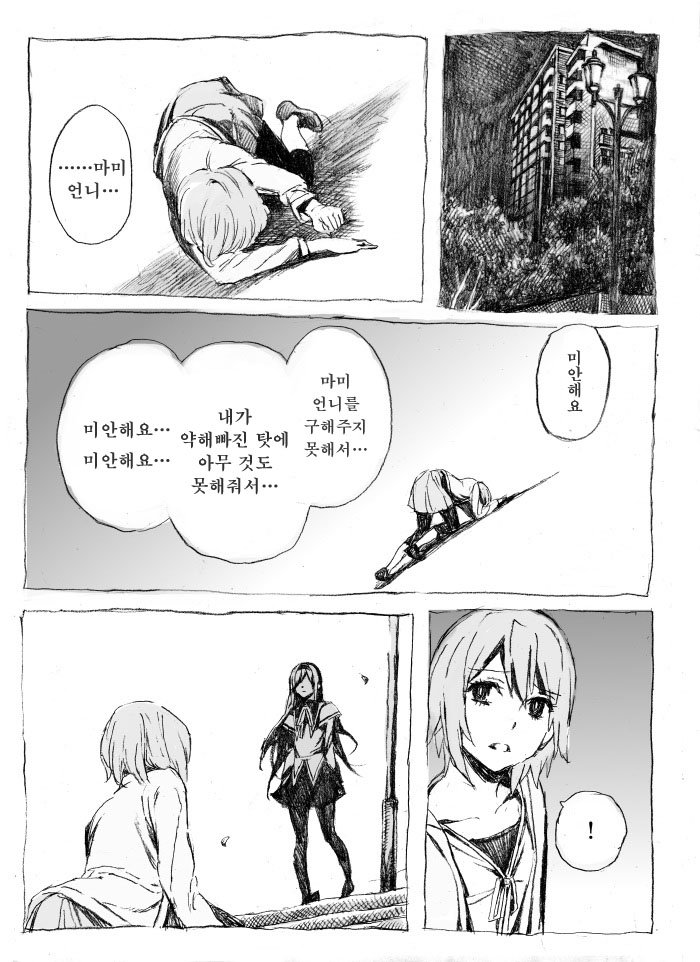 ……마미
언니…
미안해요
마미
언니를
구해주지
못해서…
내가
약해빠진 탓에
아무 것도
못해줘서…
미안해요…
미안해요…
!